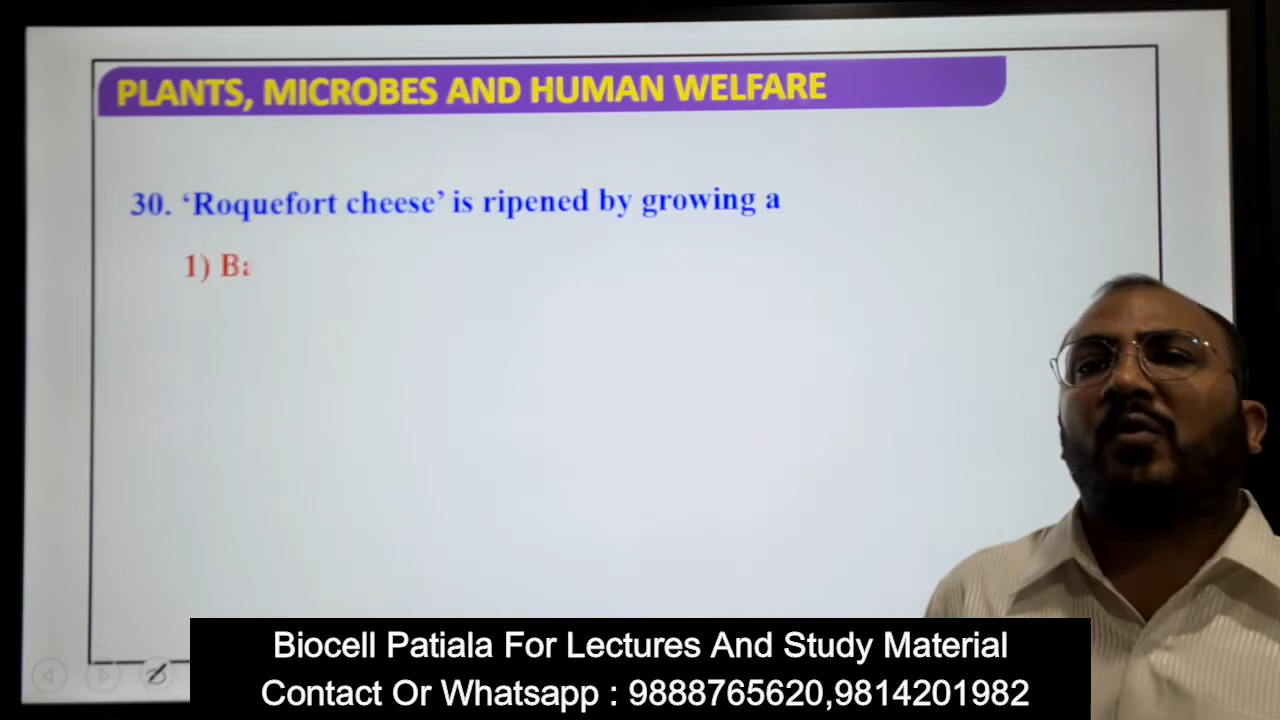 PLANTS, MICROBES AND HUMAN WELFARE
30. ‘Roquefort cheese’ is ripened by growing a
1) Ba
Biocell Patiala For Lectures And Study Material
Contact Or Whatsapp : 9888765620,9814201982